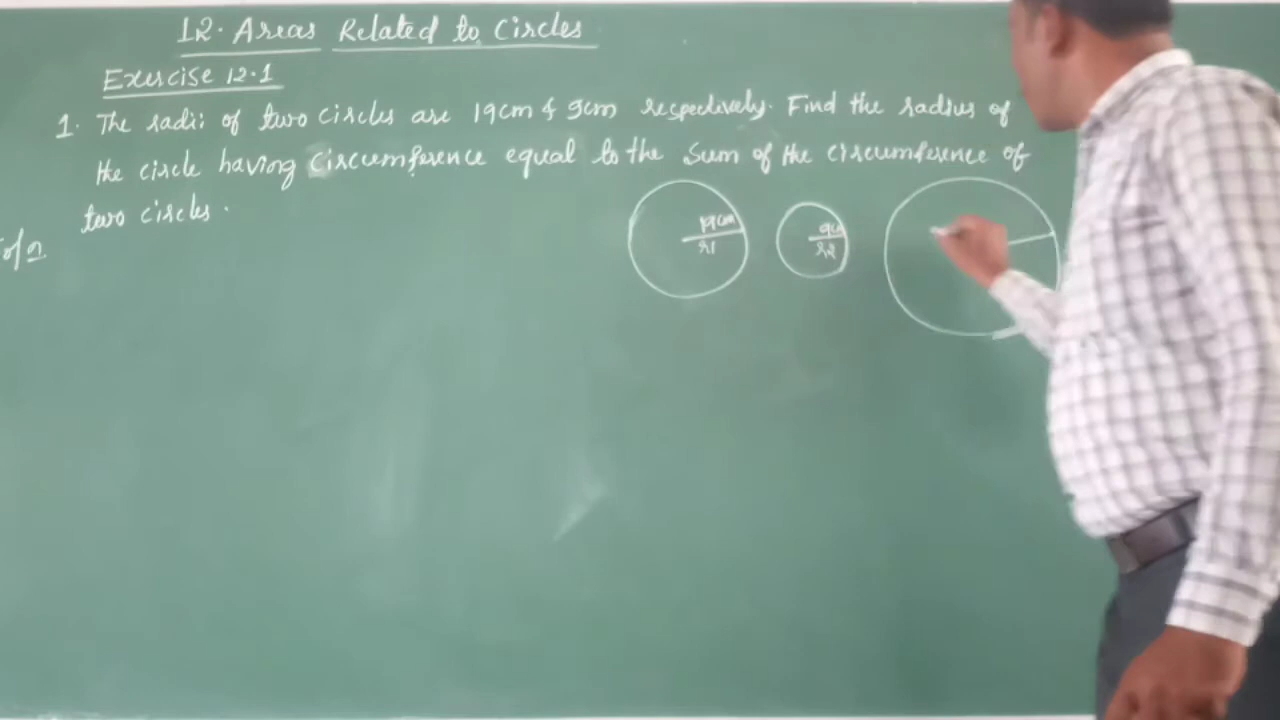 12. Areas Related to Circles
Exercise 12.1
1. The radii of two circles are 19cm & 9cm respectively. Find the radius of
the circle having circumference equal to the sum of the circumference of
two circles.
19cm
r1
r2